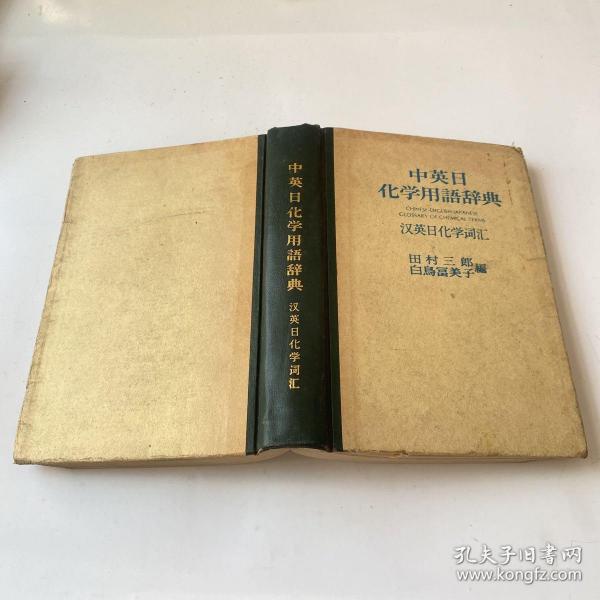 中英日化学用語辞典 汉英日化学词汇
中英日
化学用語辞典
CHINESE-ENGLISH-JAPANESE
GLOSSARY OF CHEMICAL TERMS
汉英日化学词汇
田村三郎
白鳥冨美子 編
孔夫子旧书网
www.kongfz.com